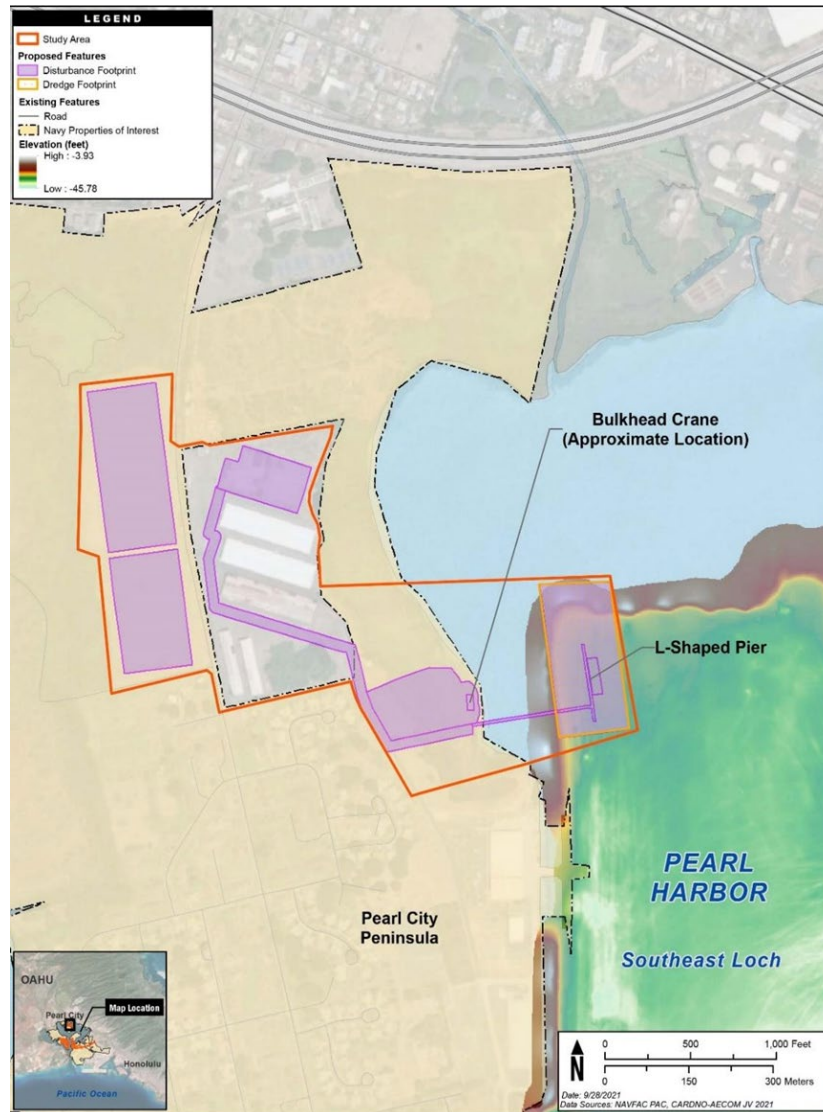 LEGEND
Study Area
Proposed Features
Disturbance Footprint
Dredge Footprint
Existing Features
Road
Navy Properties of Interest
Elevation (feet)
High : -3.93
Low : -45.78
Bulkhead Crane
(Approximate Location)
L-Shaped Pier
PEARL
HARBOR
Southeast Loch
Pearl City
Peninsula
OAHU
Pearl City
Map Location
Honolulu
Pacific Ocean
N
0 500 1,000 Feet
0 150 300 Meters
Date: 9/28/2021
Data Sources: NAVFAC PAC, CARDNO-AECOM JV 2021